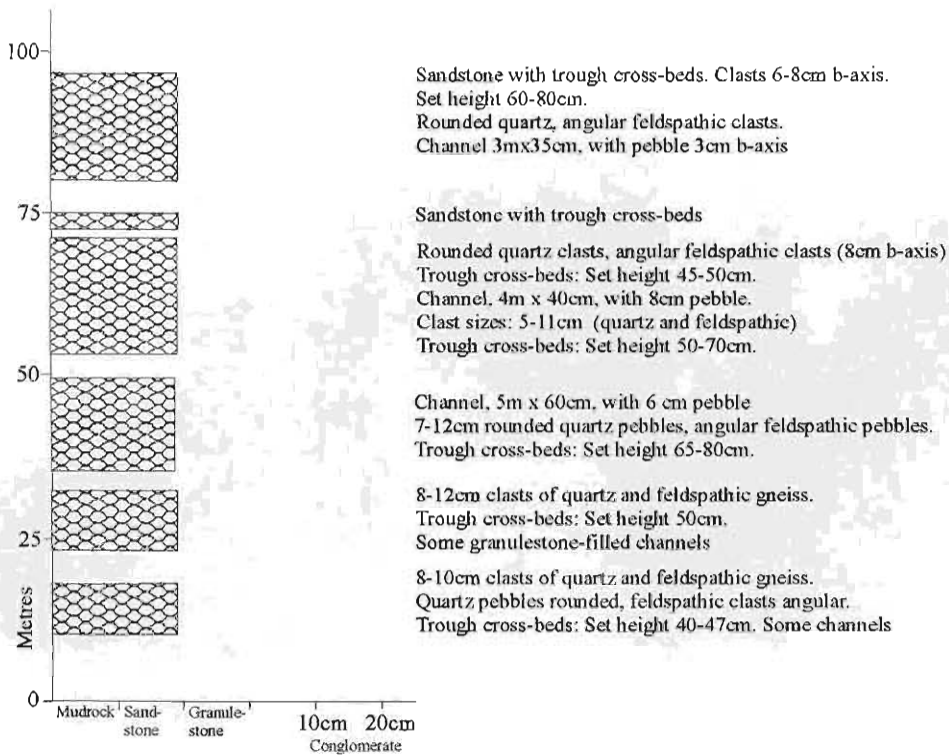 100
Sandstone with trough cross-beds. Clasts 6-8cm b-axis.
Set height 60-80cm.
Rounded quartz, angular feldspathic clasts.
Channel 3mx35cm, with pebble 3cm b-axis
75
Sandstone with trough cross-beds
Rounded quartz clasts, angular feldspathic clasts (8cm b-axis)
Trough cross-beds: Set height 45-50cm.
Channel, 4m x 40cm, with 8cm pebble.
Clast sizes: 5-11cm (quartz and feldspathic)
Trough cross-beds: Set height 50-70cm.
50
Channel, 5m x 60cm, with 6 cm pebble
7-12cm rounded quartz pebbles, angular feldspathic pebbles.
Trough cross-beds: Set height 65-80cm.
8-12cm clasts of quartz and feldspathic gneiss.
Trough cross-beds: Set height 50cm.
Some granulestone-filled channels
25
8-10cm clasts of quartz and feldspathic gneiss.
Quartz pebbles rounded, feldspathic clasts angular.
Trough cross-beds: Set height 40-47cm. Some channels
Metres
0
Mudrock Sand- Granule-
stone stone
10cm 20cm
Conglomerate